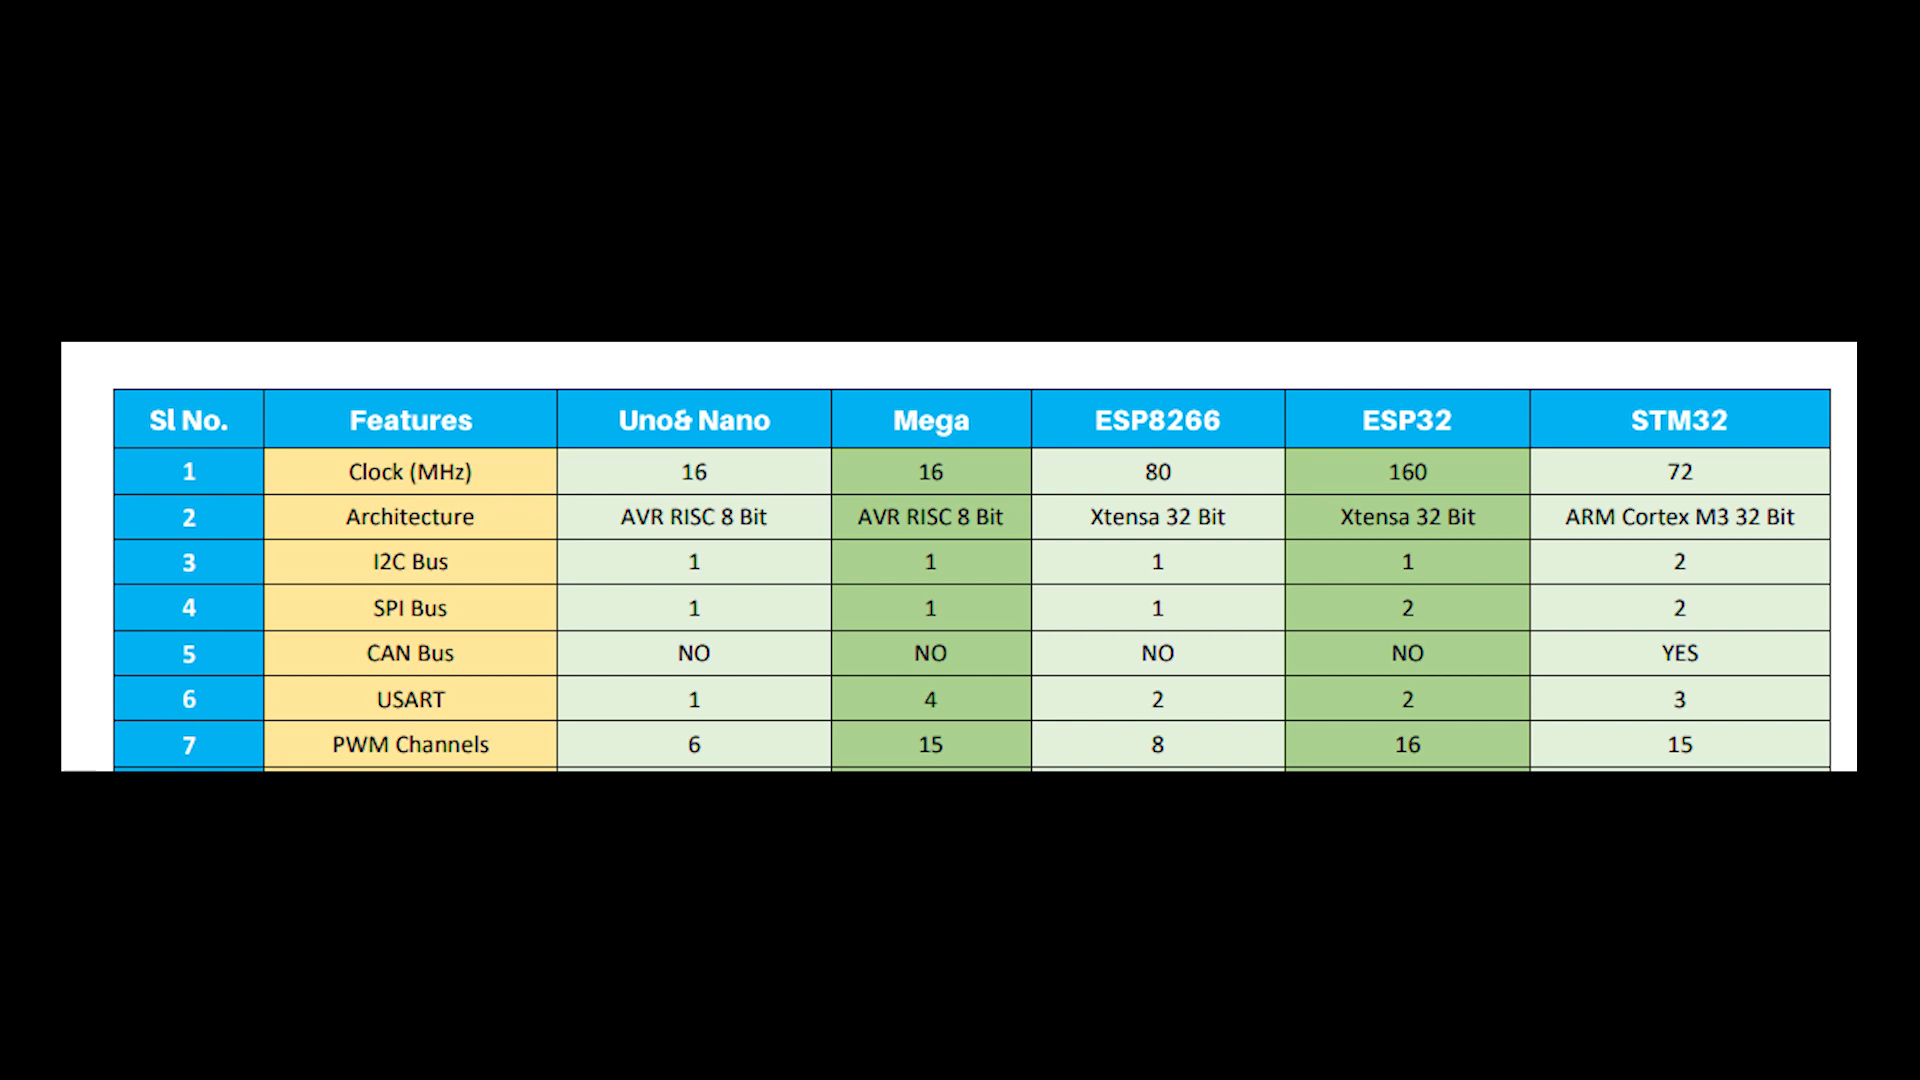 Sl No. Features Uno& Nano Mega ESP8266 ESP32 STM32
1 Clock (MHz) 16 16 80 160 72
2 Architecture AVR RISC 8 Bit AVR RISC 8 Bit Xtensa 32 Bit Xtensa 32 Bit ARM Cortex M3 32 Bit
3 I2C Bus 1 1 1 1 2
4 SPI Bus 1 1 1 2 2
5 CAN Bus NO NO NO NO YES
6 USART 1 4 2 2 3
7 PWM Channels 6 15 8 16 15